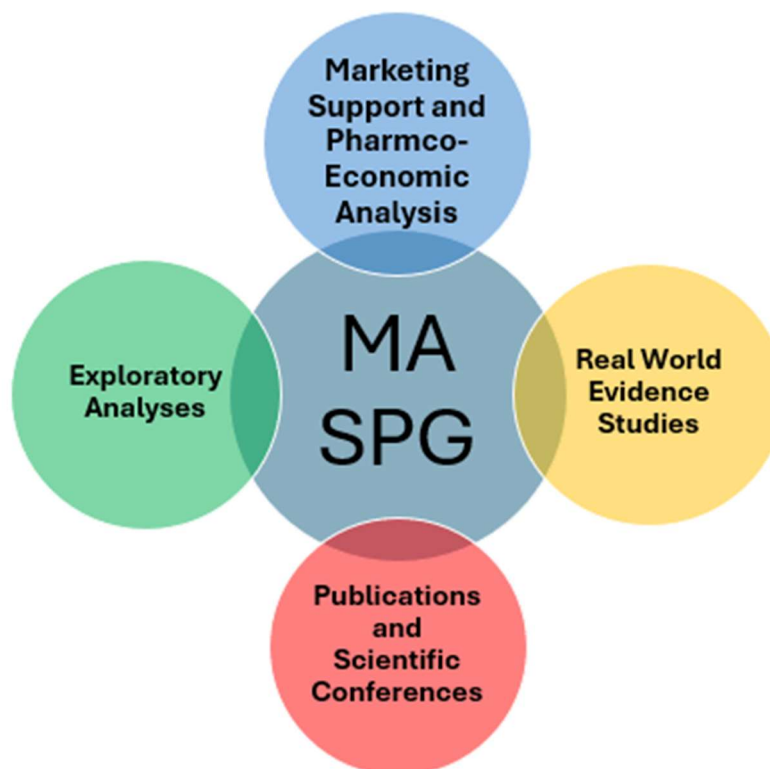 Marketing
Support and
Pharmco-
Economic
Analysis
Exploratory
Analyses
MA
SPG
Real World
Evidence
Studies
Publications
and
Scientific
Conferences